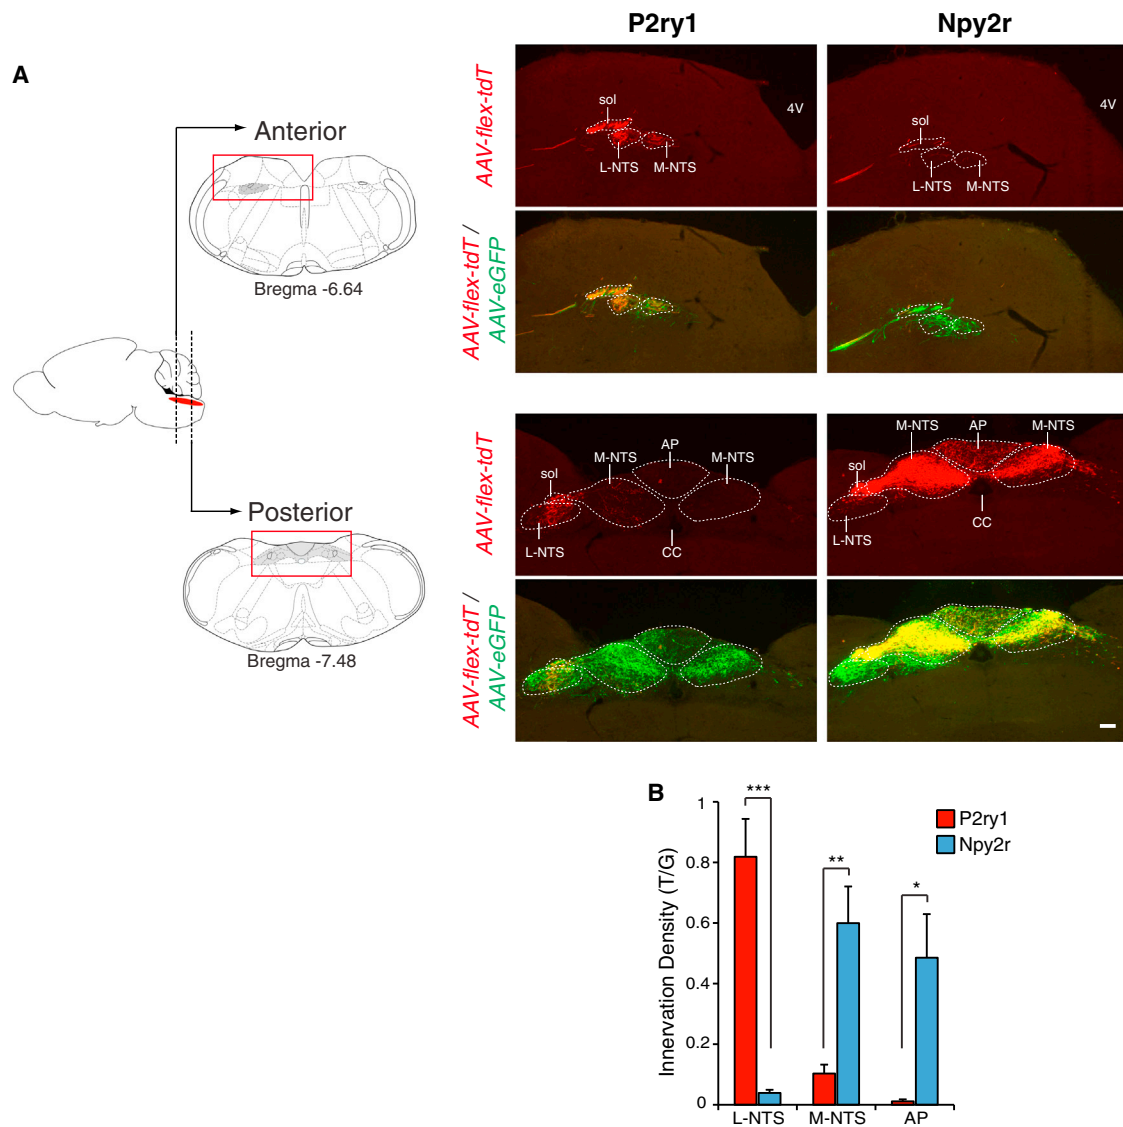 A
P2ry1
Npy2r
Anterior
Bregma -6.64
Posterior
Bregma -7.48
AAV-flex-tdT
sol
L-NTS
M-NTS
4V
sol
L-NTS
M-NTS
4V
AAV-flex-tdT /
AAV-eGFP
AAV-flex-tdT
sol
M-NTS
AP
M-NTS
L-NTS
CC
sol
M-NTS
AP
M-NTS
L-NTS
CC
AAV-flex-tdT /
AAV-eGFP
B
Innervation Density (T/G)
1
0.8
0.6
0.4
0.2
0
***
**
*
P2ry1
Npy2r
L-NTS
M-NTS
AP